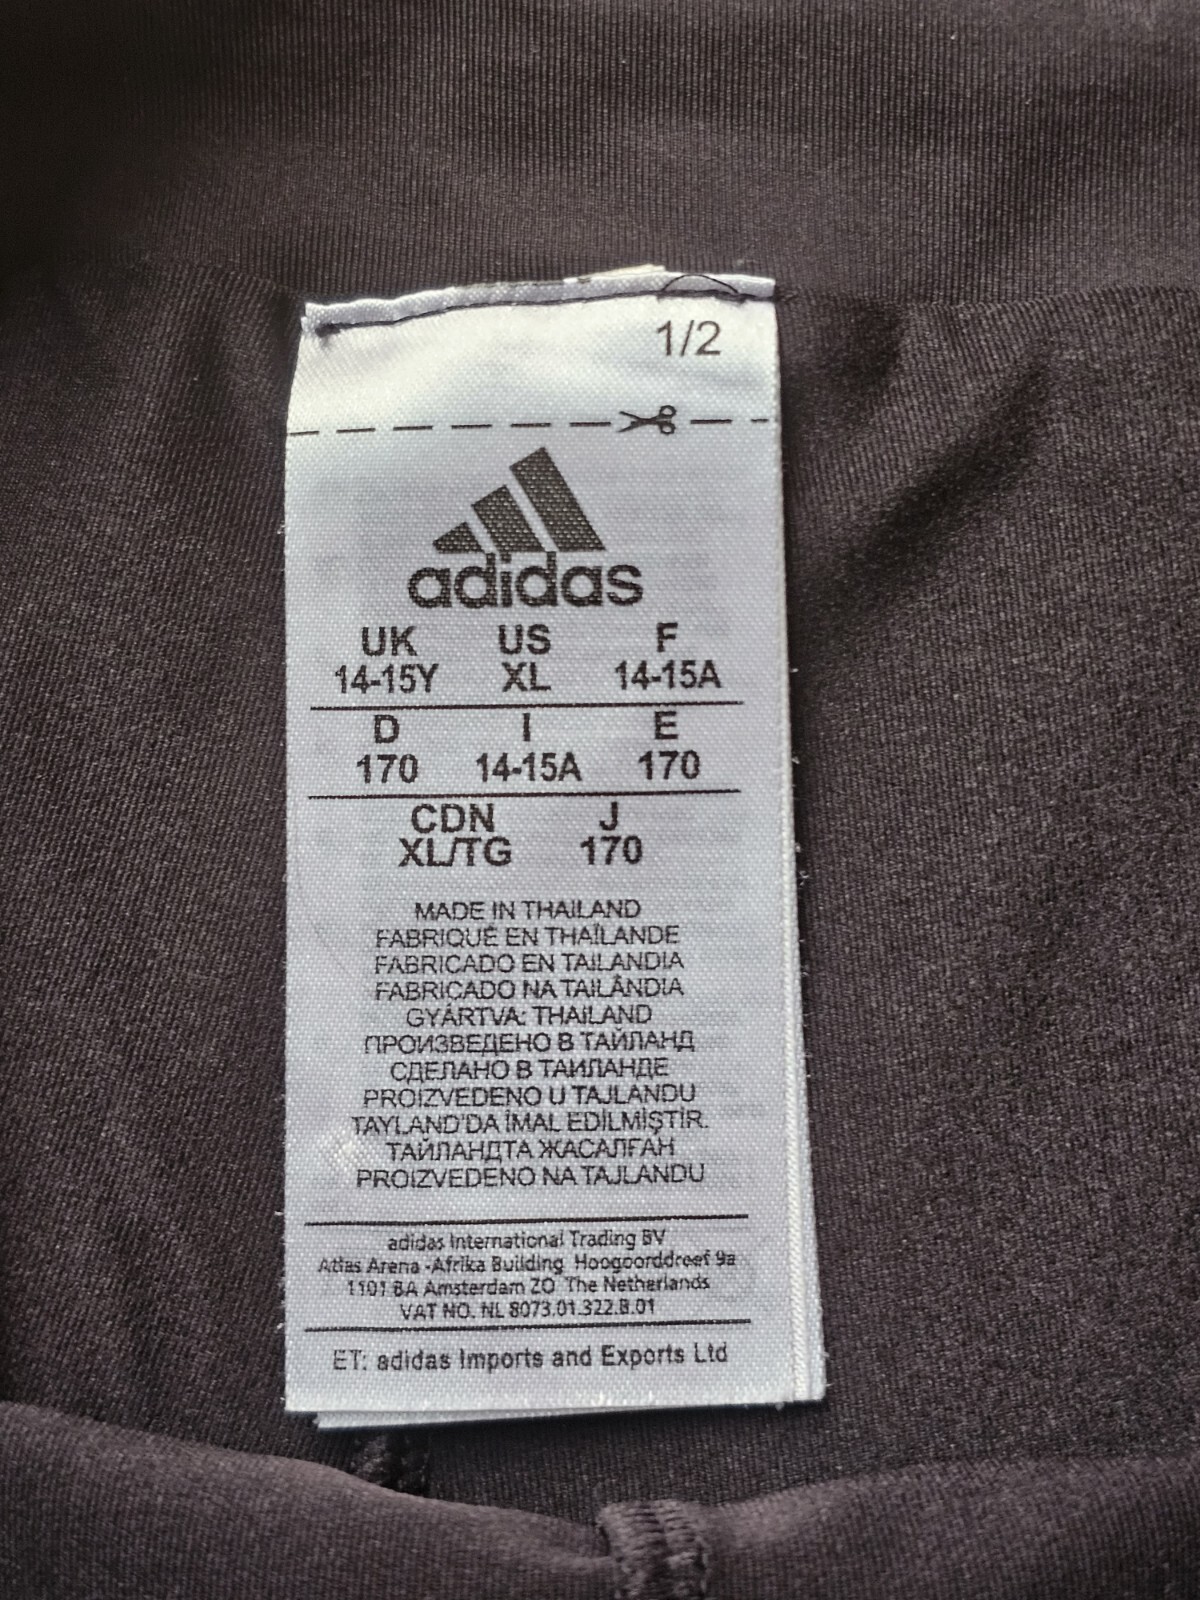 1/2
adidas
UK US F
14-15Y XL 14-15A
D I E
170 14-15A 170
CDN J
XL/TG 170
MADE IN THAILAND
FABRIQUÉ EN THAÏLANDE
FABRICADO EN TAILANDIA
FABRICADO NA TAILÂNDIA
GYÁRTVA: THAILAND
ПРОИЗВЕДЕНО В ТАЙЛАНД
СДЕЛАНО В ТАИЛАНДЕ
PROIZVEDENO U TAJLANDU
TAYLAND'DA İMAL EDİLMİŞTİR.
ТАЙЛАНДТА ЖАСАЛҒАН
PROIZVEDENO NA TAJLANDU
adidas International Trading BV
Atlas Arena -Afrika Building Hoogoorddreef 9a
1101 BA Amsterdam ZO The Netherlands
VAT NO. NL 8073.01.322.B.01
ET: adidas Imports and Exports Ltd